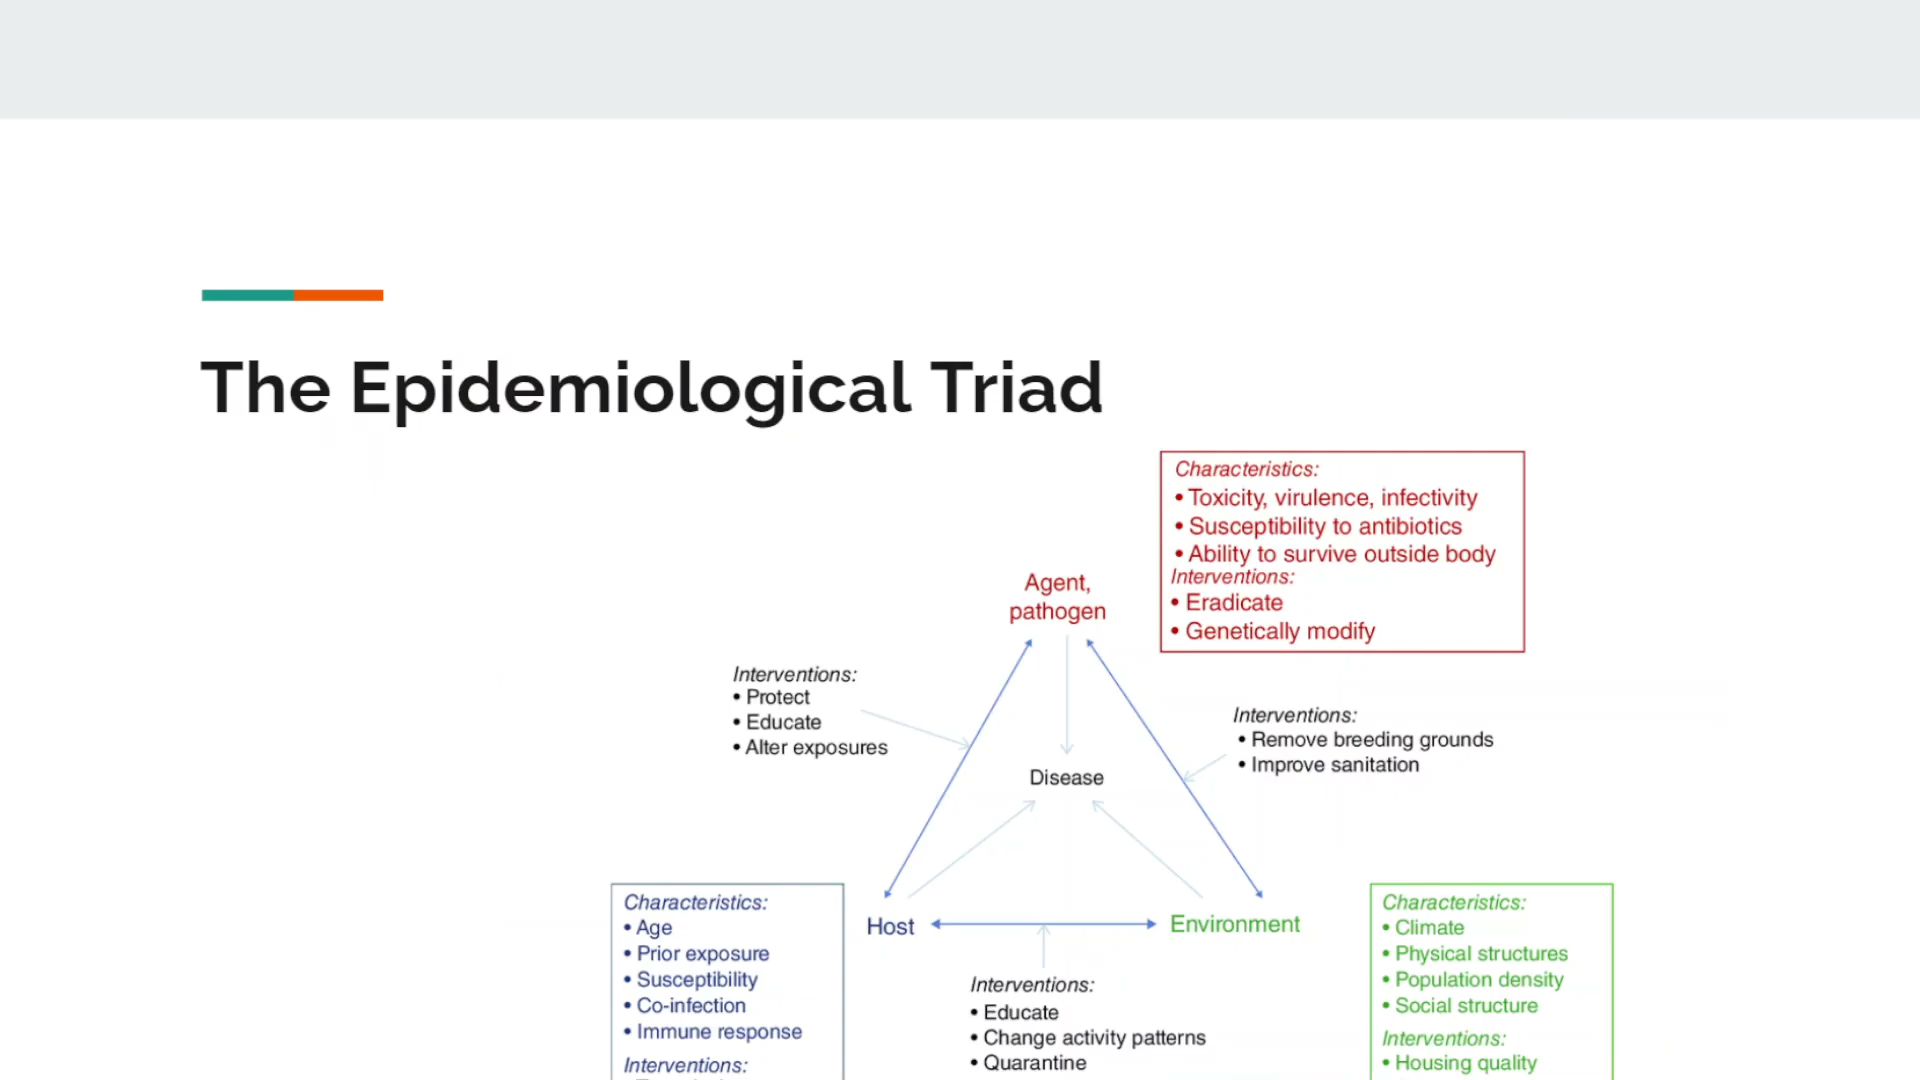 The Epidemiological Triad
Characteristics:
• Toxicity, virulence, infectivity
• Susceptibility to antibiotics
• Ability to survive outside body
Interventions:
• Eradicate
• Genetically modify
Agent,
pathogen
Interventions:
• Protect
• Educate
• Alter exposures
Interventions:
• Remove breeding grounds
• Improve sanitation
Disease
Host
Environment
Characteristics:
• Age
• Prior exposure
• Susceptibility
• Co-infection
• Immune response
Interventions:
Interventions:
• Educate
• Change activity patterns
• Quarantine
Characteristics:
• Climate
• Physical structures
• Population density
• Social structure
Interventions:
• Housing quality